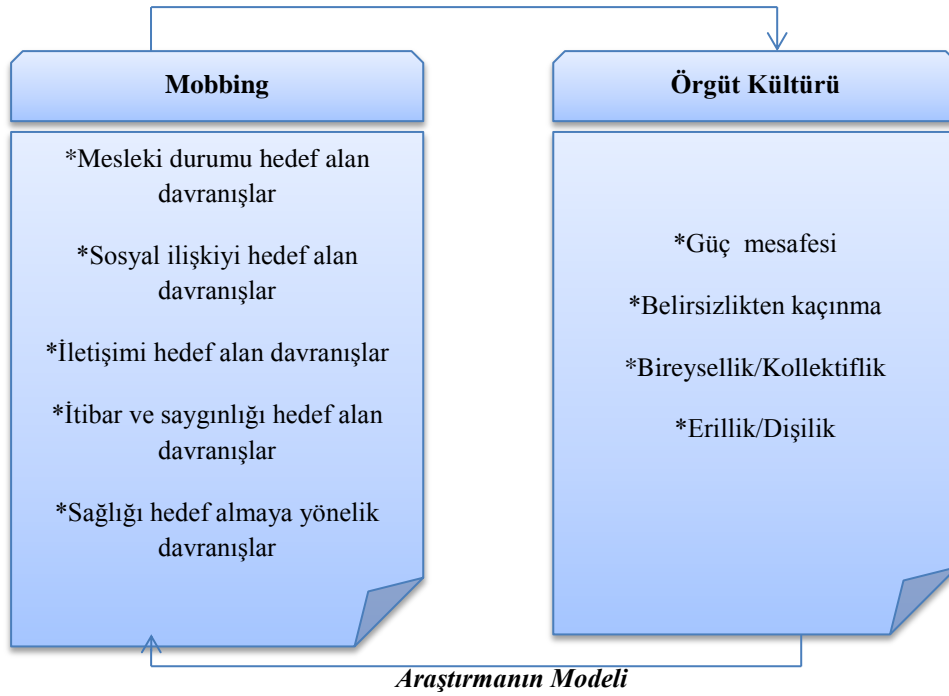 Mobbing
*Mesleki durumu hedef alan
davranışlar
*Sosyal ilişkiyi hedef alan
davranışlar
*İletişimi hedef alan davranışlar
*İtibar ve saygınlığı hedef alan
davranışlar
*Sağlığı hedef almaya yönelik
davranışlar
Örgüt Kültürü
*Güç mesafesi
*Belirsizlikten kaçınma
*Bireysellik/Kollektiflik
*Erillik/Dişilik
Araştırmanın Modeli